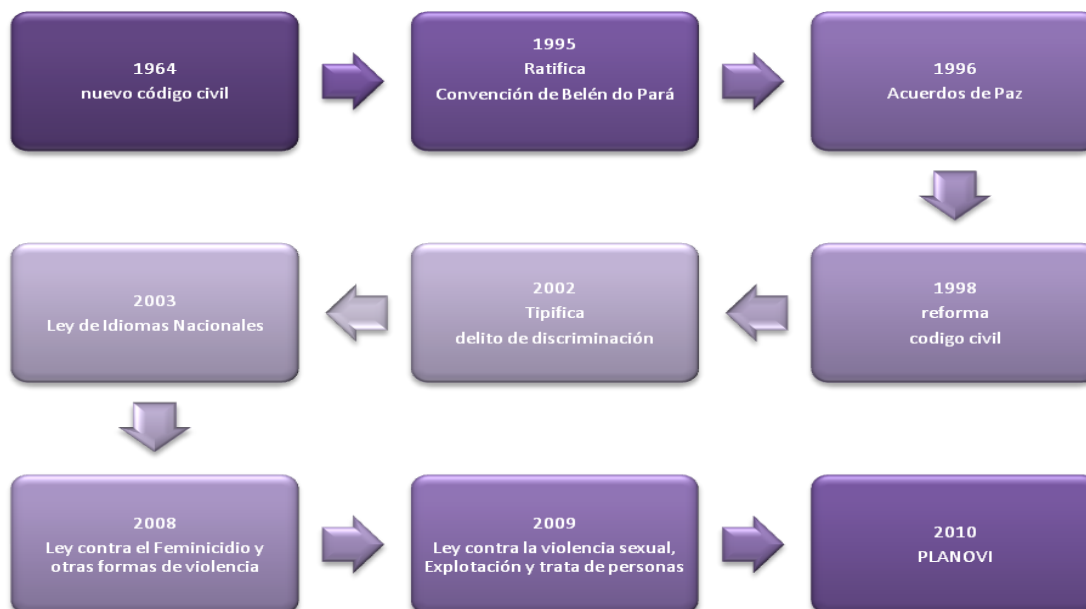 1964
nuevo código civil
1995
Ratifica
Convención de Belén do Pará
1996
Acuerdos de Paz
1998
reforma
codigo civil
2002
Tipifica
delito de discriminación
2003
Ley de Idiomas Nacionales
2008
Ley contra el Feminicidio y
otras formas de violencia
2009
Ley contra la violencia sexual,
Explotación y trata de personas
2010
PLANOVI